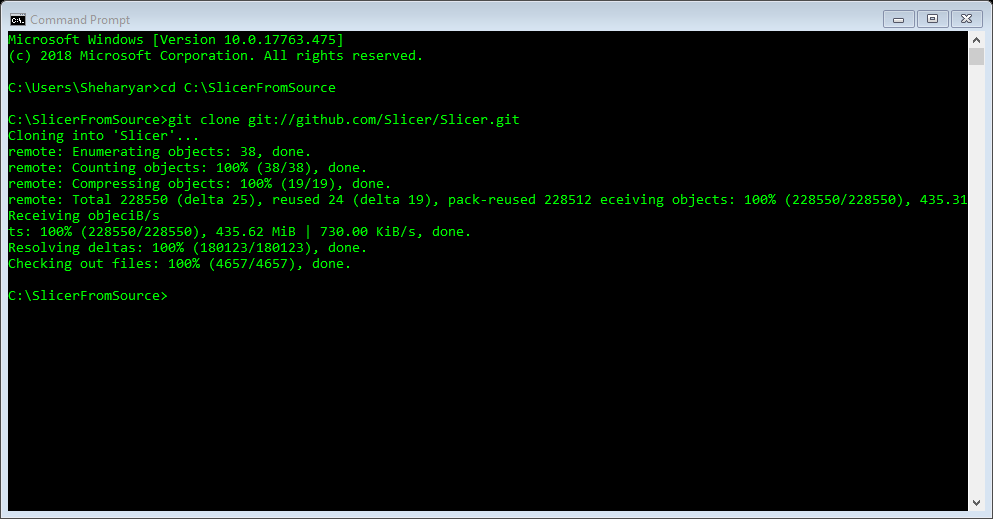 Command Prompt
Microsoft Windows [Version 10.0.17763.475]
(c) 2018 Microsoft Corporation. All rights reserved.
C:\Users\Sheharyar>cd C:\SlicerFromSource
C:\SlicerFromSource>git clone git://github.com/Slicer/Slicer.git
Cloning into 'Slicer'...
remote: Enumerating objects: 38, done.
remote: Counting objects: 100% (38/38), done.
remote: Compressing objects: 100% (19/19), done.
remote: Total 228550 (delta 25), reused 24 (delta 19), pack-reused 228512 eceiving objects: 100% (228550/228550), 435.31
Receiving objeciB/s
ts: 100% (228550/228550), 435.62 MiB | 730.00 KiB/s, done.
Resolving deltas: 100% (180123/180123), done.
Checking out files: 100% (4657/4657), done.
C:\SlicerFromSource>